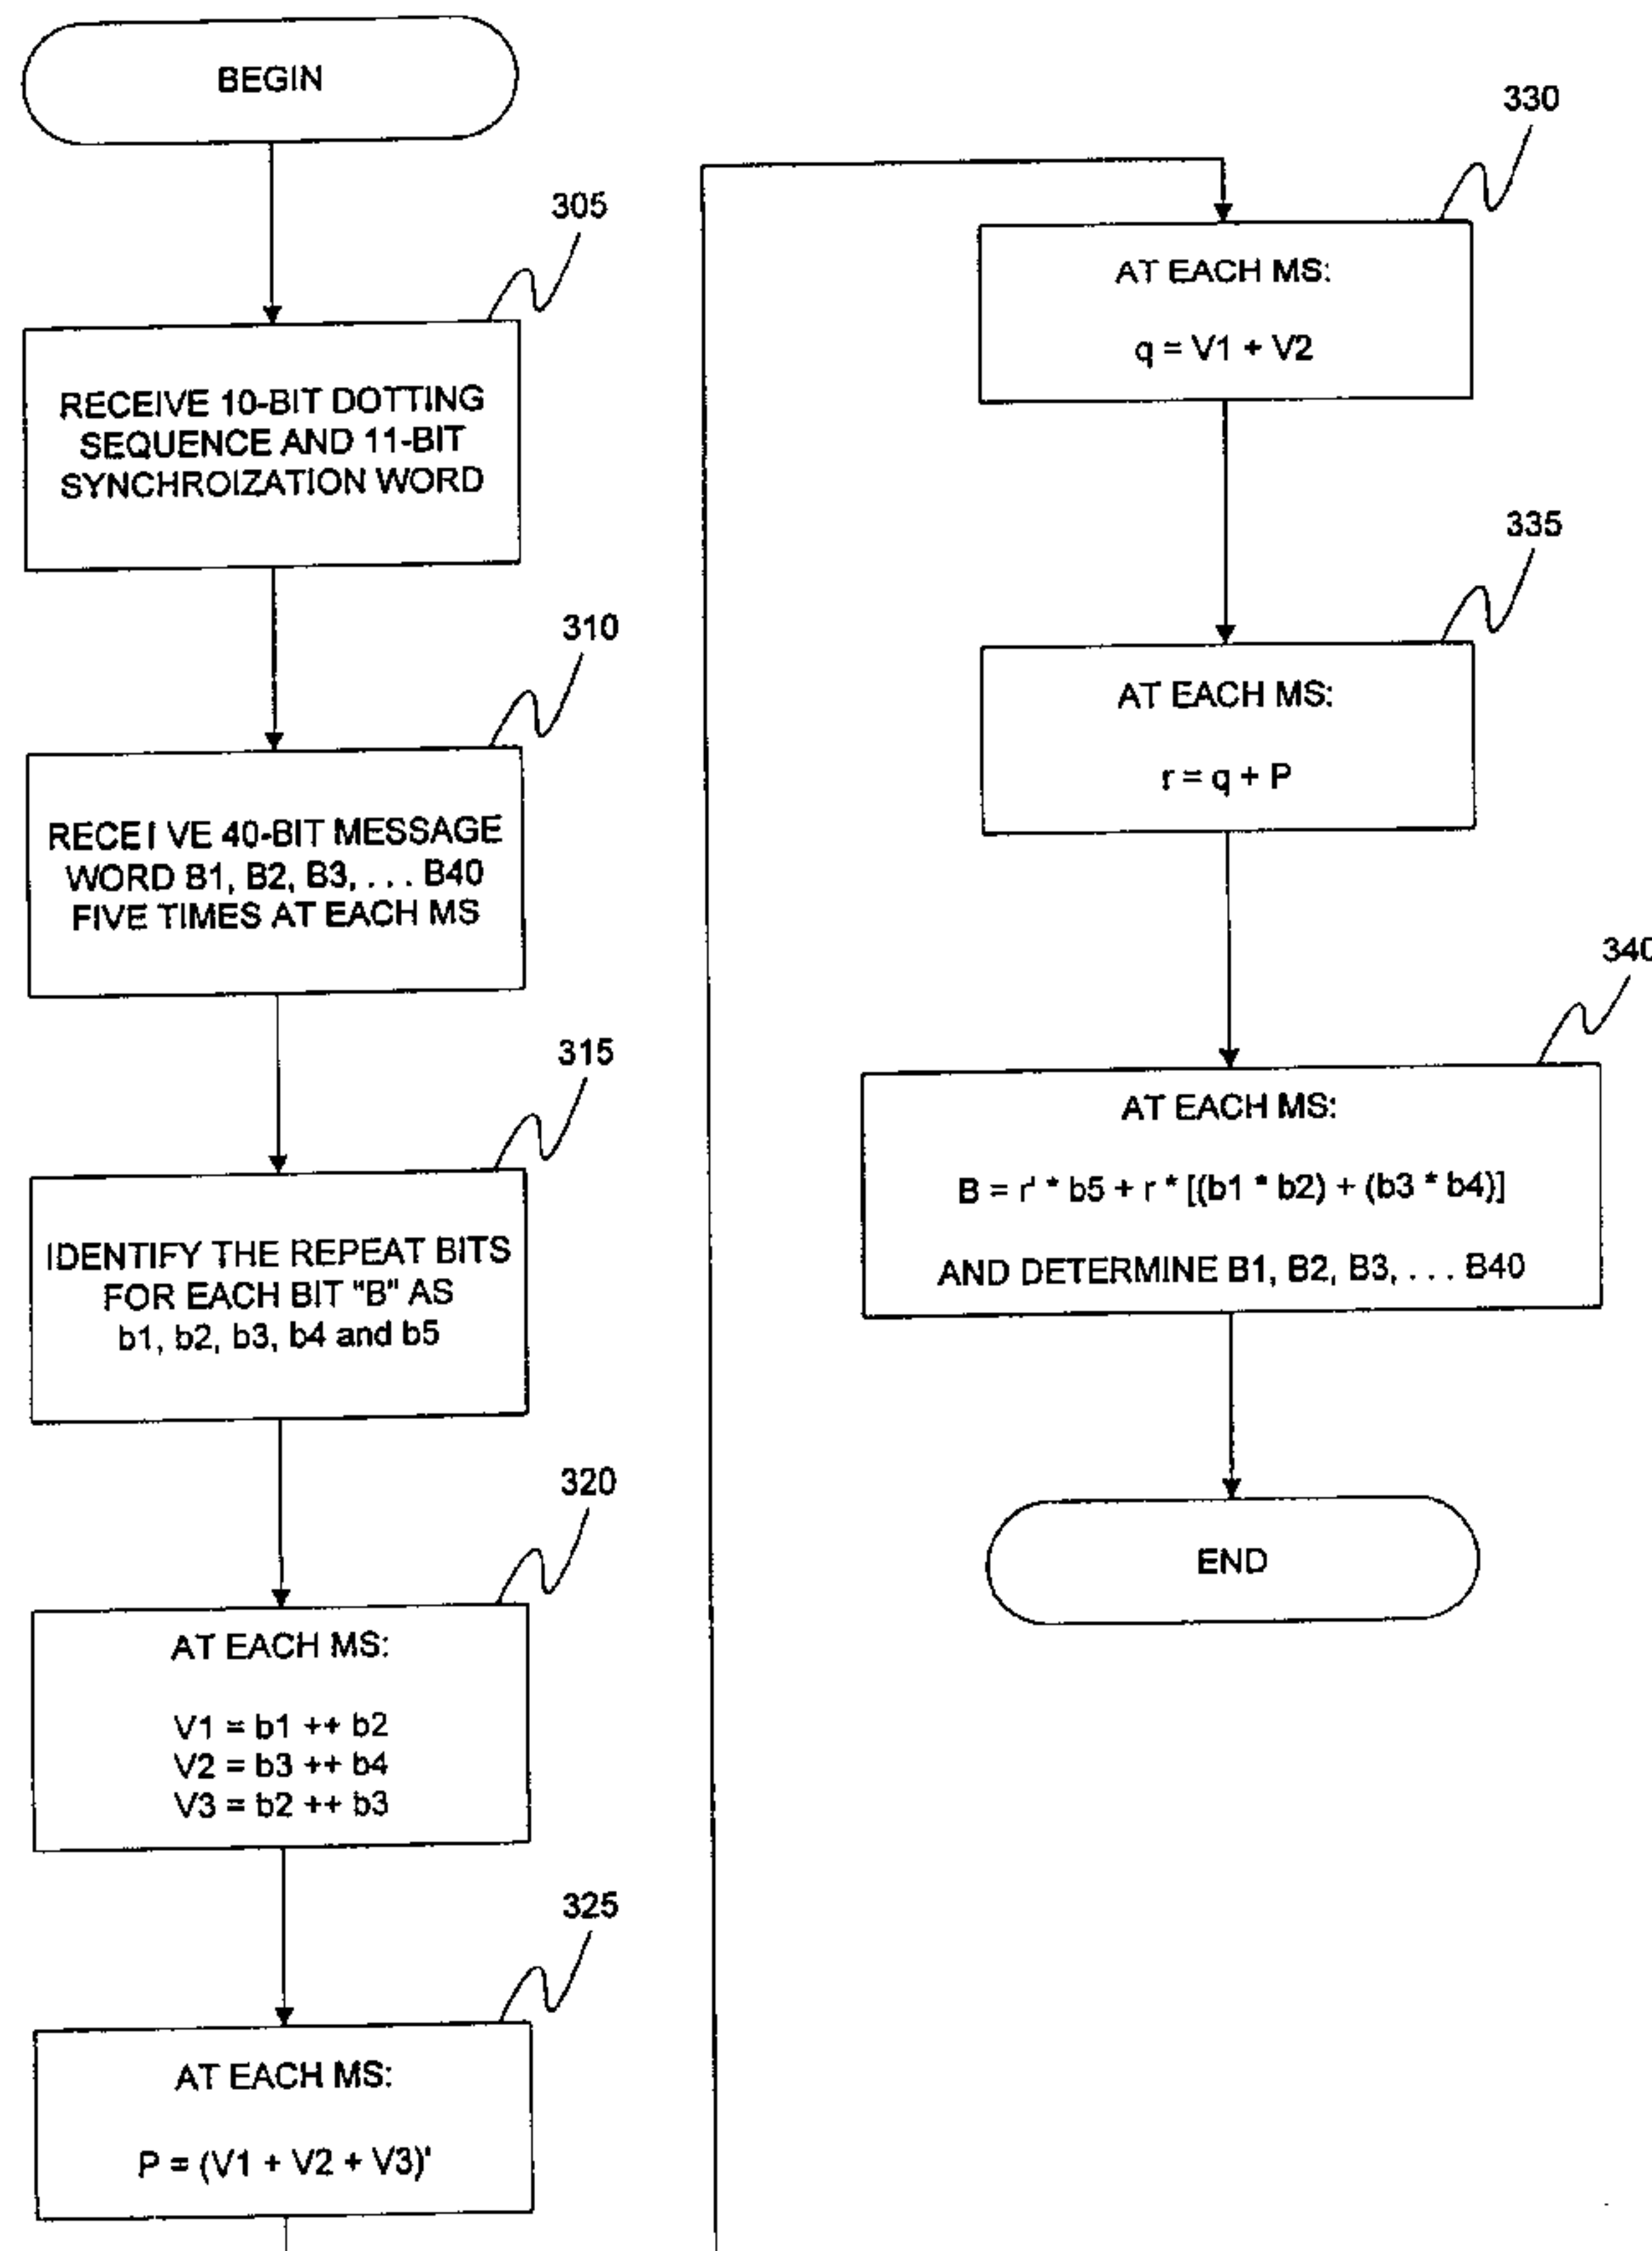 BEGIN
305
RECEIVE 10-BIT DOTTING
SEQUENCE AND 11-BIT
SYNCHROIZATION WORD
310
RECEIVE 40-BIT MESSAGE
WORD B1, B2, B3, . . . B40
FIVE TIMES AT EACH MS
315
IDENTIFY THE REPEAT BITS
FOR EACH BIT "B" AS
b1, b2, b3, b4 and b5
320
AT EACH MS:
V1 = b1 ++ b2
V2 = b3 ++ b4
V3 = b2 ++ b3
325
AT EACH MS:
P = (V1 + V2 + V3)'
330
AT EACH MS:
q = V1 + V2
335
AT EACH MS:
r = q + P
340
AT EACH MS:
B = r' * b5 + r * [(b1 * b2) + (b3 * b4)]
AND DETERMINE B1, B2, B3, . . . B40
END